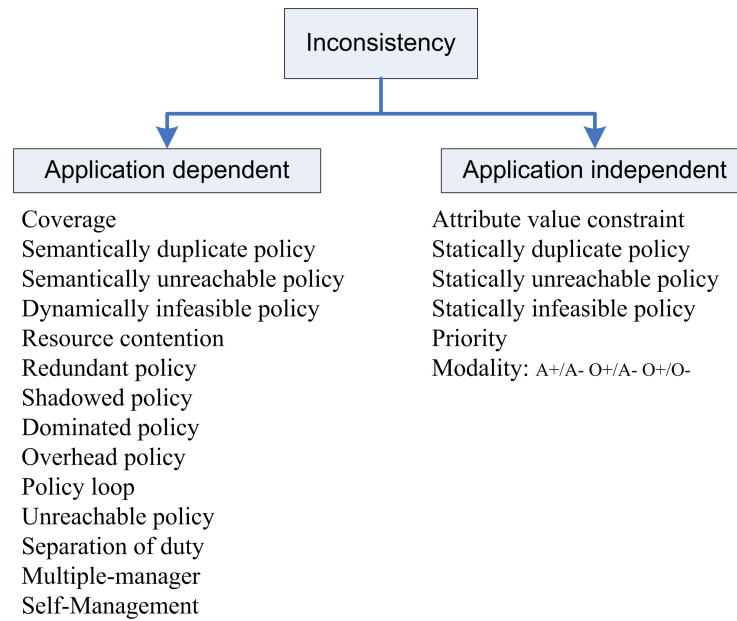 Inconsistency
Application dependent
Coverage
Semantically duplicate policy
Semantically unreachable policy
Dynamically infeasible policy
Resource contention
Redundant policy
Shadowed policy
Dominated policy
Overhead policy
Policy loop
Unreachable policy
Separation of duty
Multiple-manager
Self-Management
Application independent
Attribute value constraint
Statically duplicate policy
Statically unreachable policy
Statically infeasible policy
Priority
Modality: A+/A- O+/A- O+/O-